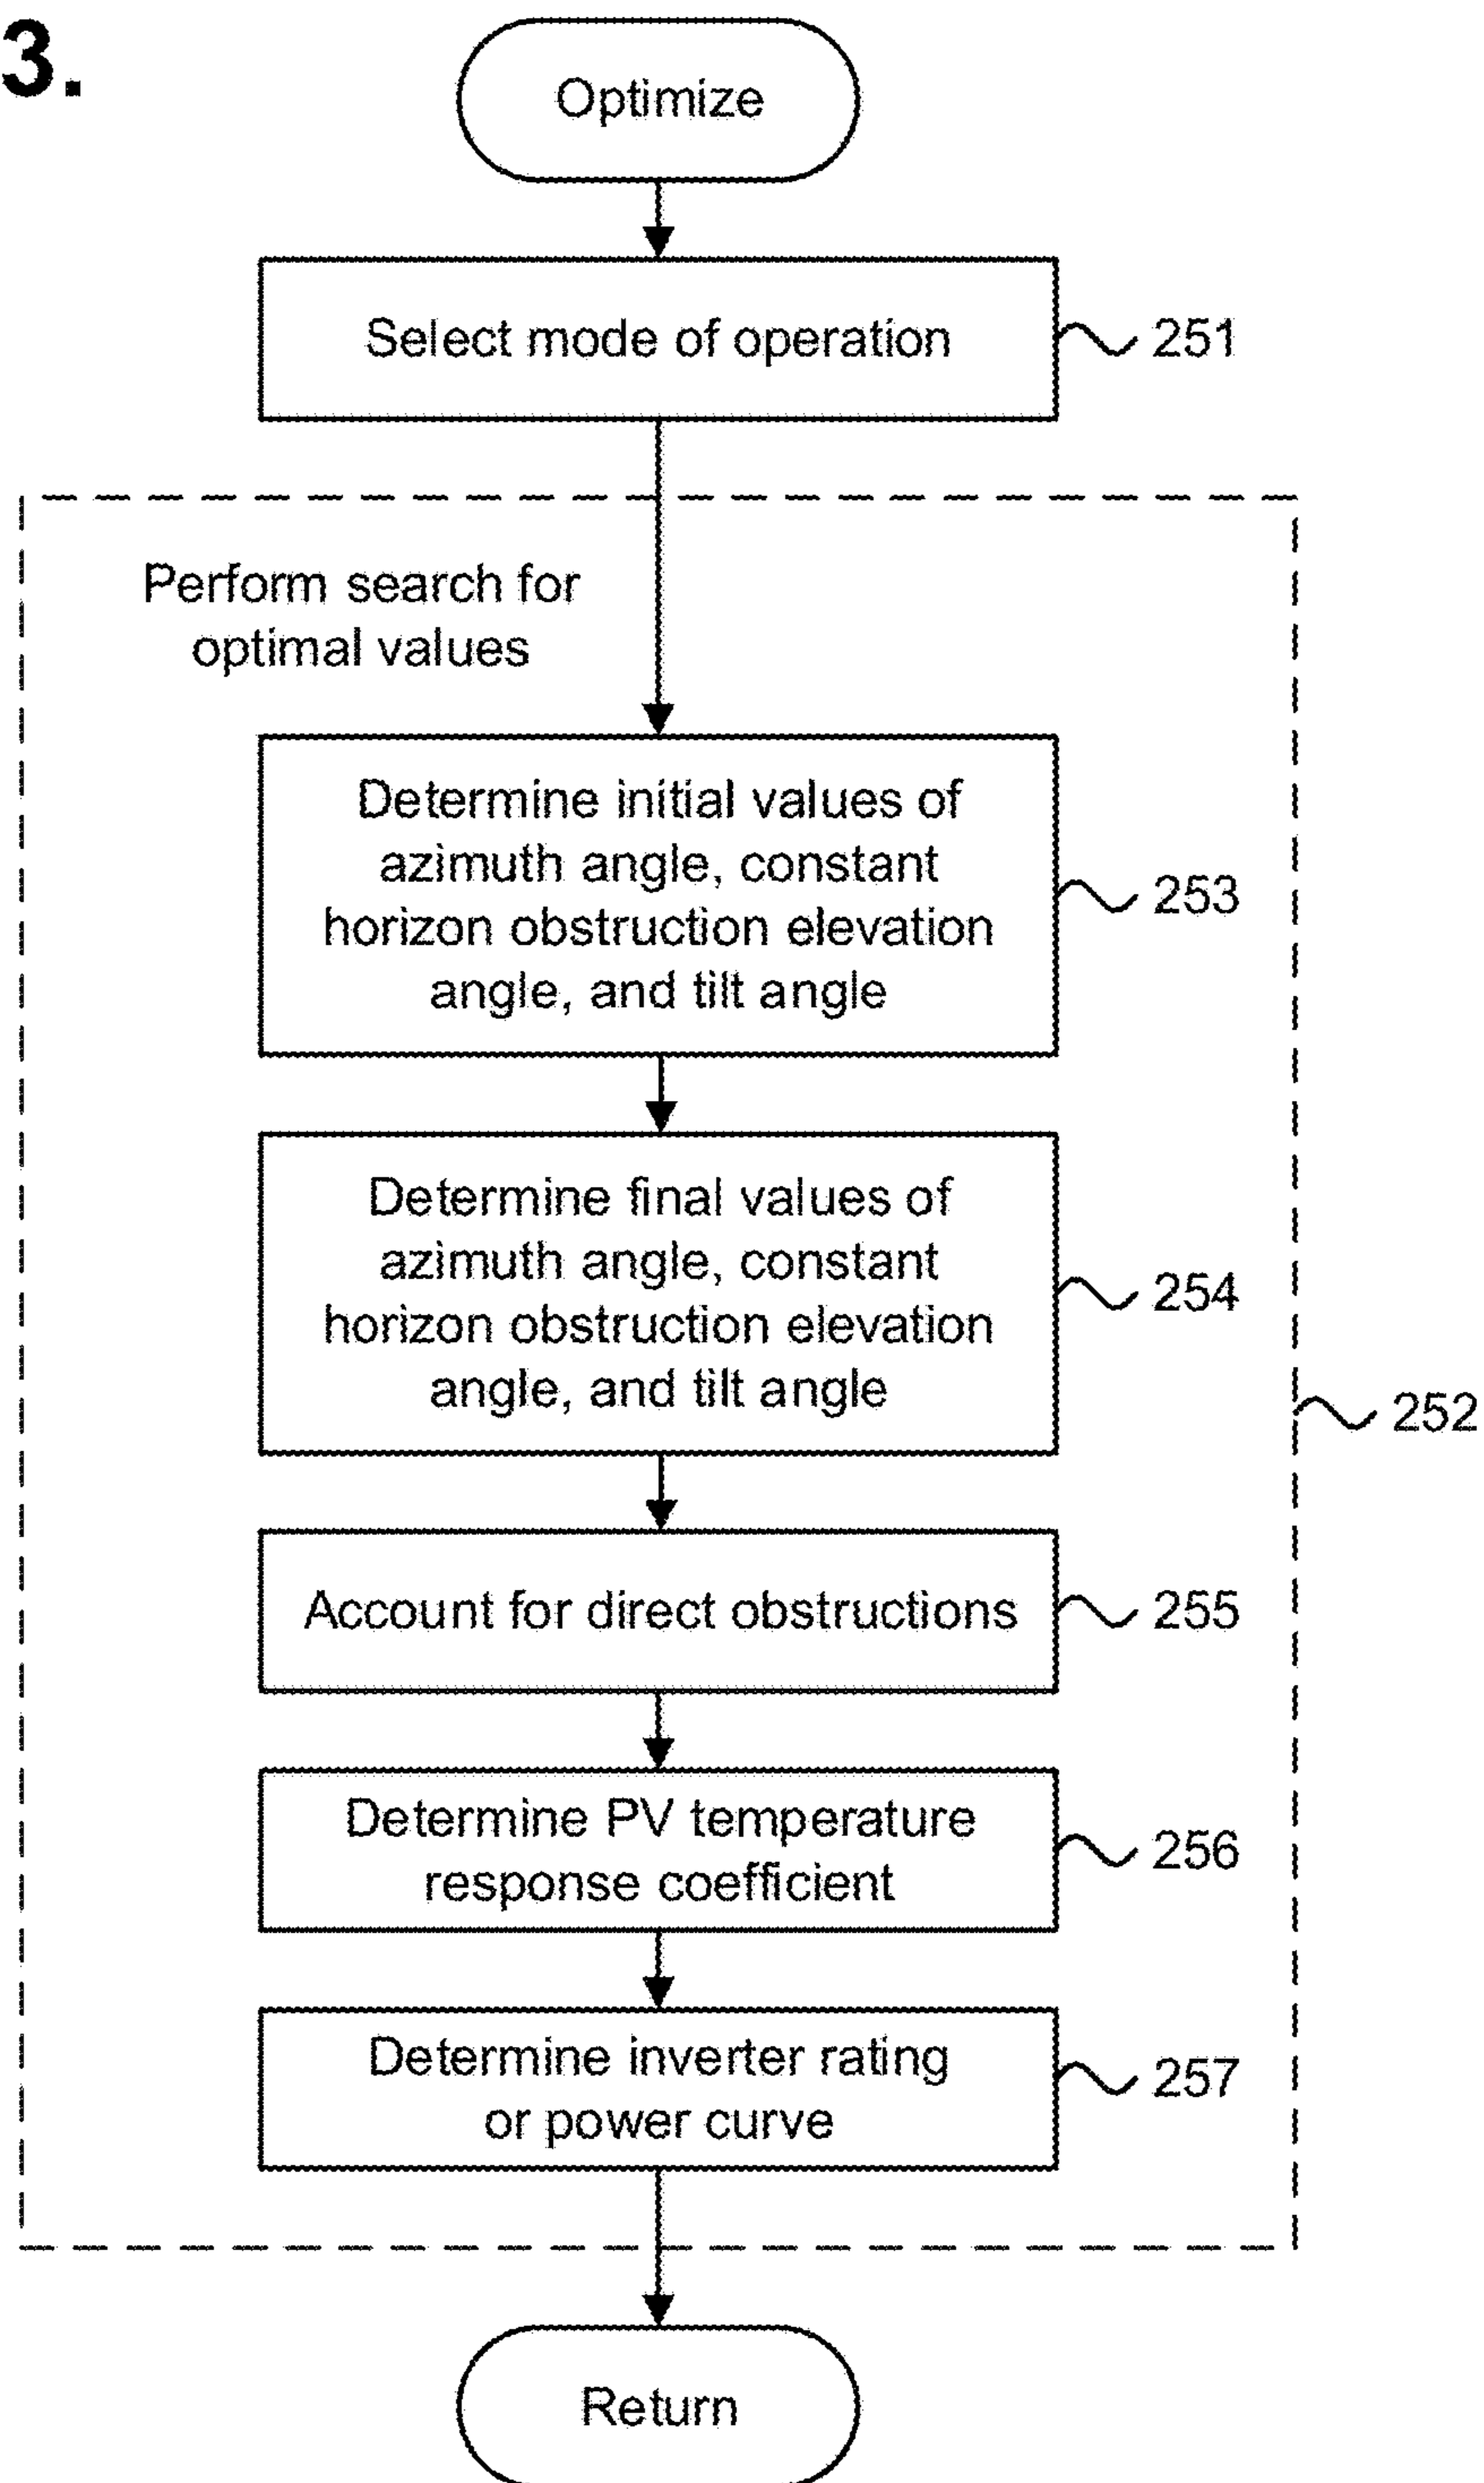 3.
Optimize
Select mode of operation
251
Perform search for
optimal values
Determine initial values of
azimuth angle, constant
horizon obstruction elevation
angle, and tilt angle
253
Determine final values of
azimuth angle, constant
horizon obstruction elevation
angle, and tilt angle
254
252
Account for direct obstructions
255
Determine PV temperature
response coefficient
256
Determine inverter rating
or power curve
257
Return